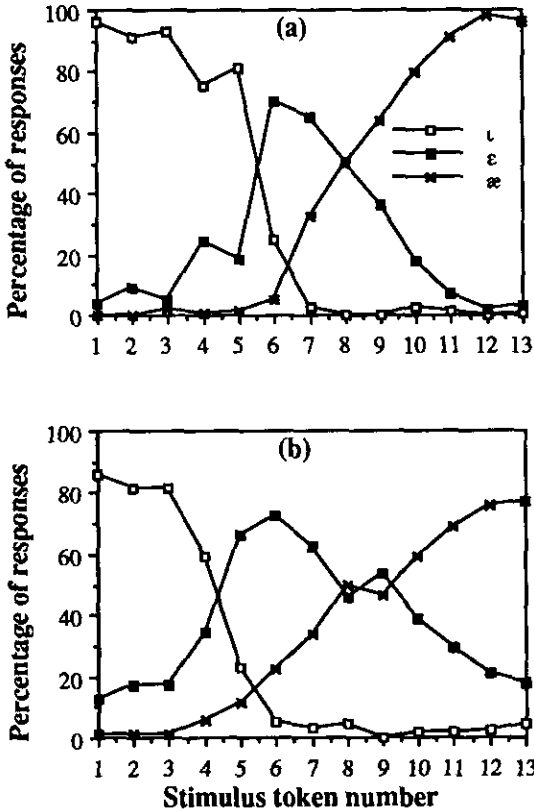 (a)
Percentage of responses
100
80
60
40
20
0
ι
ε
æ
1 2 3 4 5 6 7 8 9 10 11 12 13
(b)
Percentage of responses
100
80
60
40
20
0
1 2 3 4 5 6 7 8 9 10 11 12 13
Stimulus token number